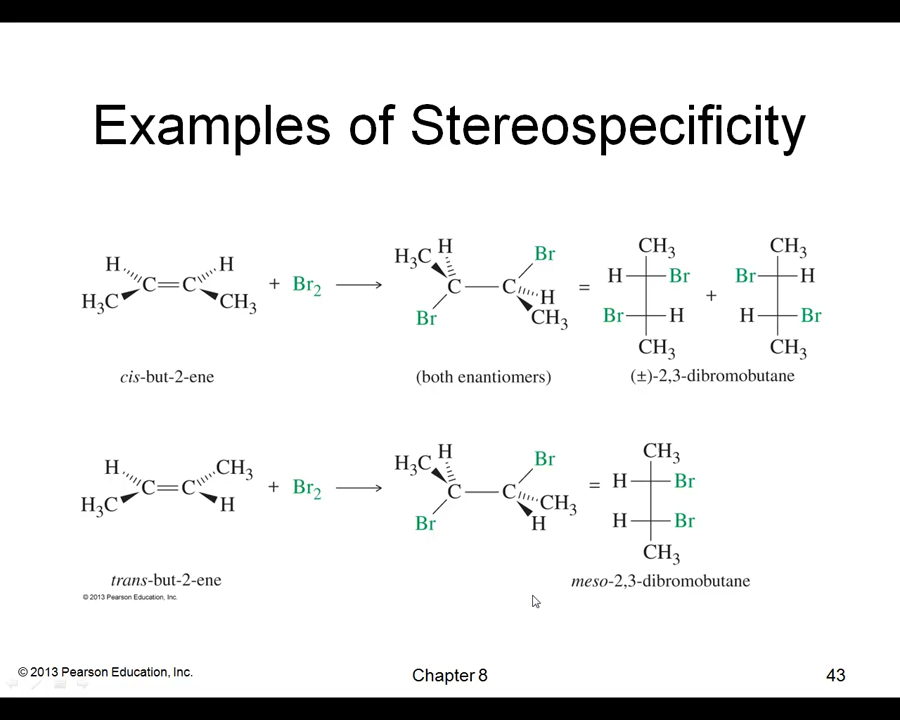 Examples of Stereospecificity
H H H₃C C=C CH₃ + Br₂ ⟶ H₃C H C — C Br Br H CH₃ = CH₃ H Br Br H CH₃ + CH₃ Br H H Br CH₃
cis-but-2-ene (both enantiomers) (±)-2,3-dibromobutane
H CH₃ H₃C C=C H + Br₂ ⟶ H₃C H C — C Br Br CH₃ H = CH₃ H Br H Br CH₃
trans-but-2-ene meso-2,3-dibromobutane
© 2013 Pearson Education, Inc.
© 2013 Pearson Education, Inc. Chapter 8 43